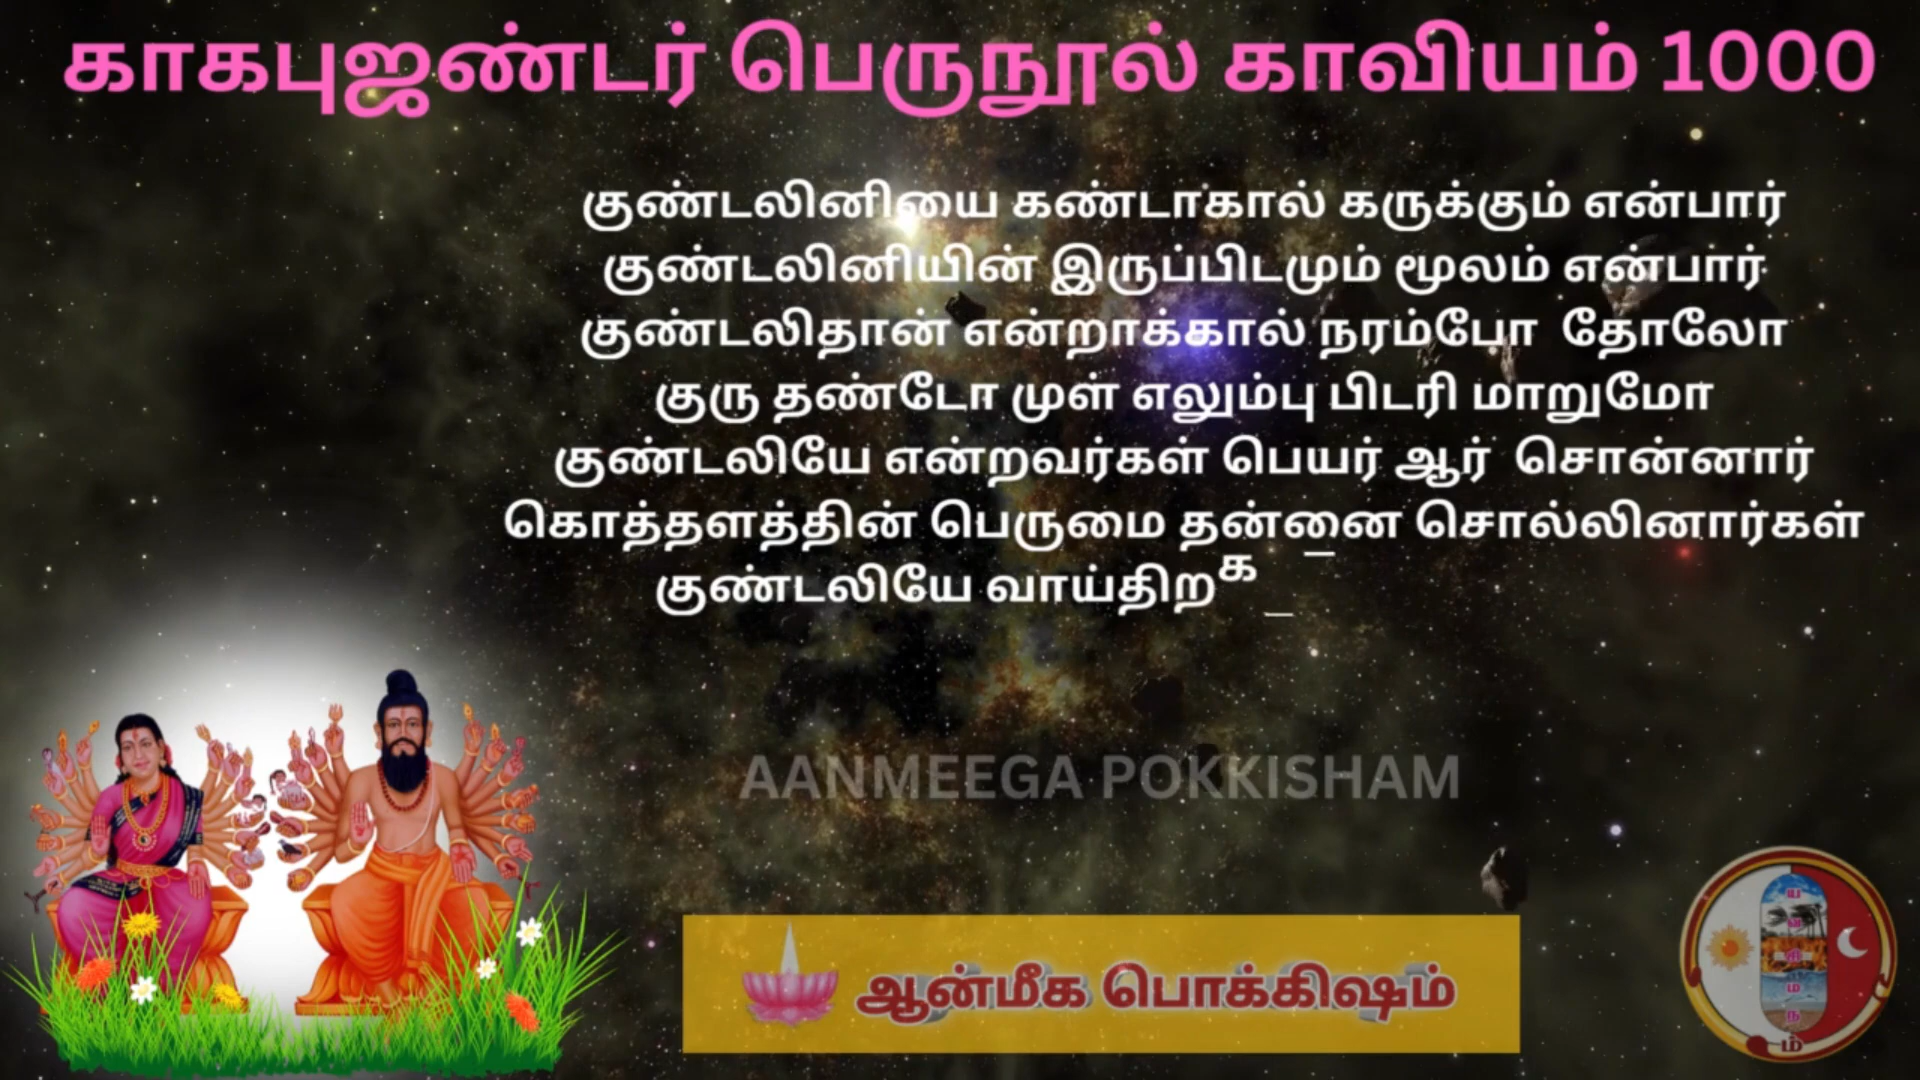 காகபுஜண்டர் பெருநூல் காவியம் 1000
குண்டலினியை கண்டாகால் கருக்கும் என்பார்
குண்டலினியின் இருப்பிடமும் மூலம் என்பார்
குண்டலிதான் என்றாக்கால் நரம்போ தோலோ
குரு தண்டோ முள் எலும்பு பிடரி மாறுமோ
குண்டலியே என்றவர்கள் பெயர் ஆர் சொன்னார்
கொத்தளத்தின் பெருமை தன்னை சொல்லினார்கள்
குண்டலியே வாய்திறக
AANMEEGA POKKISHAM
ஆன்மீக பொக்கிஷம்